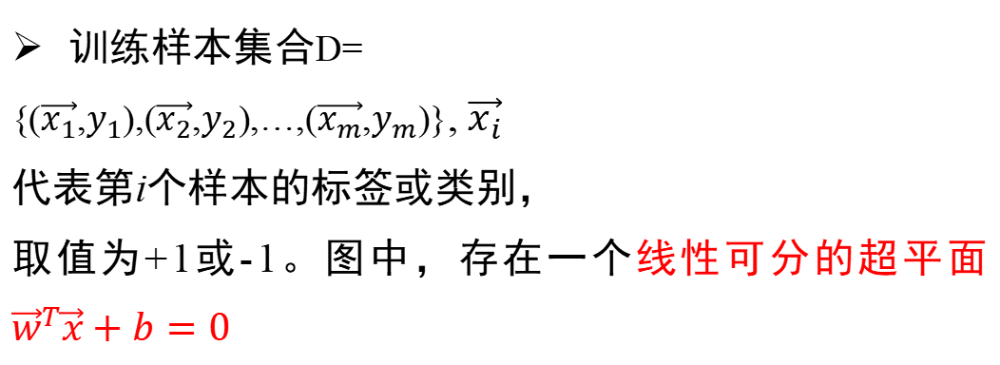 ➢ 训练样本集合D=
{($\overrightarrow{x_1}$,$y_1$),($\overrightarrow{x_2}$,$y_2$),…,($\overrightarrow{x_m}$,$y_m$)}, $\overrightarrow{x_i}$
代表第i个样本的标签或类别，
取值为+1或-1。图中，存在一个线性可分的超平面
$\overrightarrow{w}^T\overrightarrow{x} + b = 0$